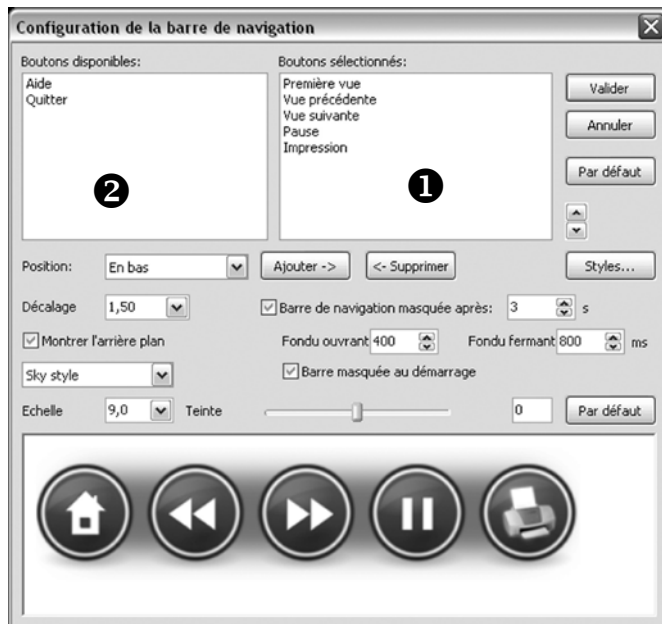 Configuration de la barre de navigation
Boutons disponibles: Boutons sélectionnés:
Aide
Quitter
❷
Première vue
Vue précédente
Vue suivante
Pause
Impression
❶
Valider
Annuler
Par défaut
Position: En bas Ajouter -> <- Supprimer Styles...
Décalage 1,50 Barre de navigation masquée après: 3 s
Montrer l'arrière plan Fondu ouvrant 400 Fondu fermant 800 ms
Sky style Barre masquée au démarrage
Echelle 9,0 Teinte 0 Par défaut